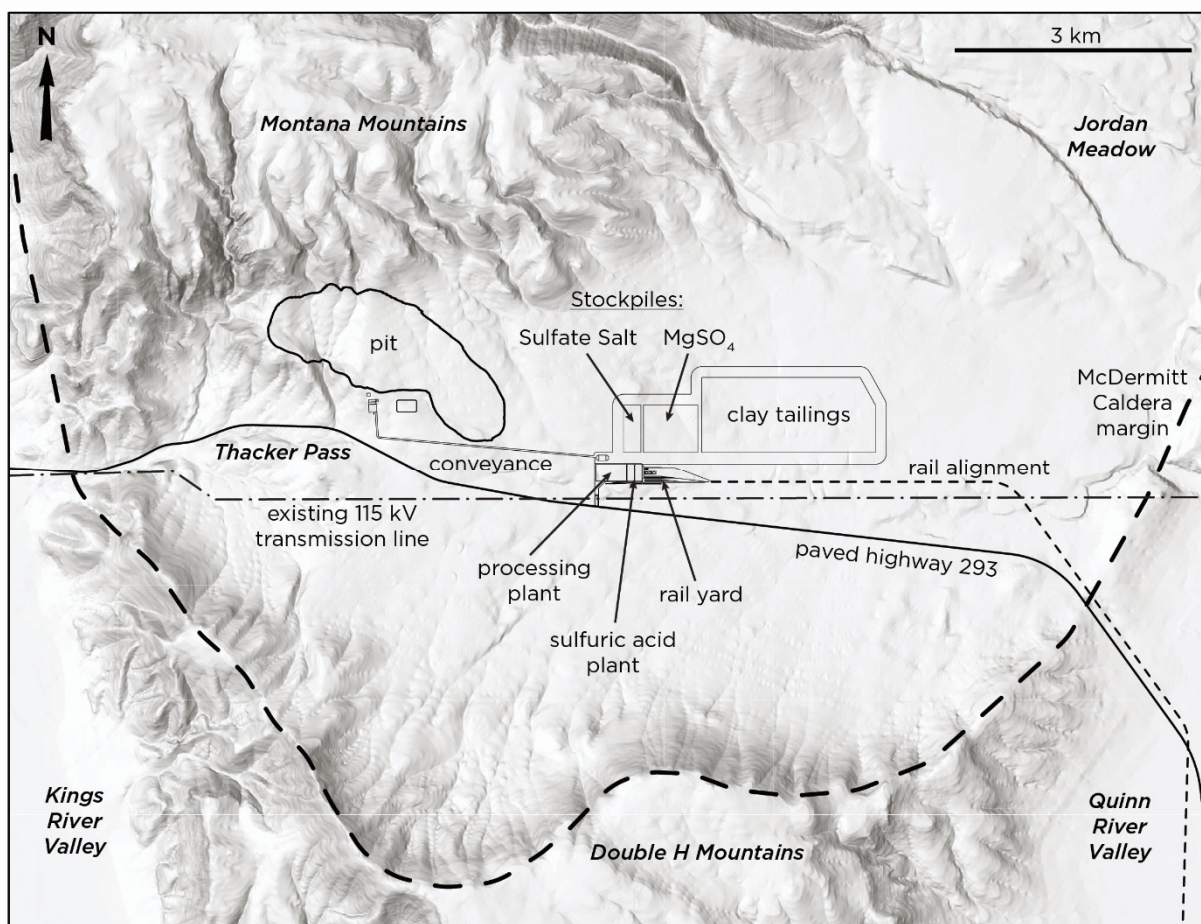 N
3 km
Montana Mountains
Jordan
Meadow
Stockpiles:
Sulfate Salt
MgSO₄
pit
McDermitt
Caldera
margin
clay tailings
Thacker Pass
conveyance
rail alignment
existing 115 kV
transmission line
paved highway 293
processing
plant
rail yard
sulfuric acid
plant
Kings
River
Valley
Double H Mountains
Quinn
River
Valley